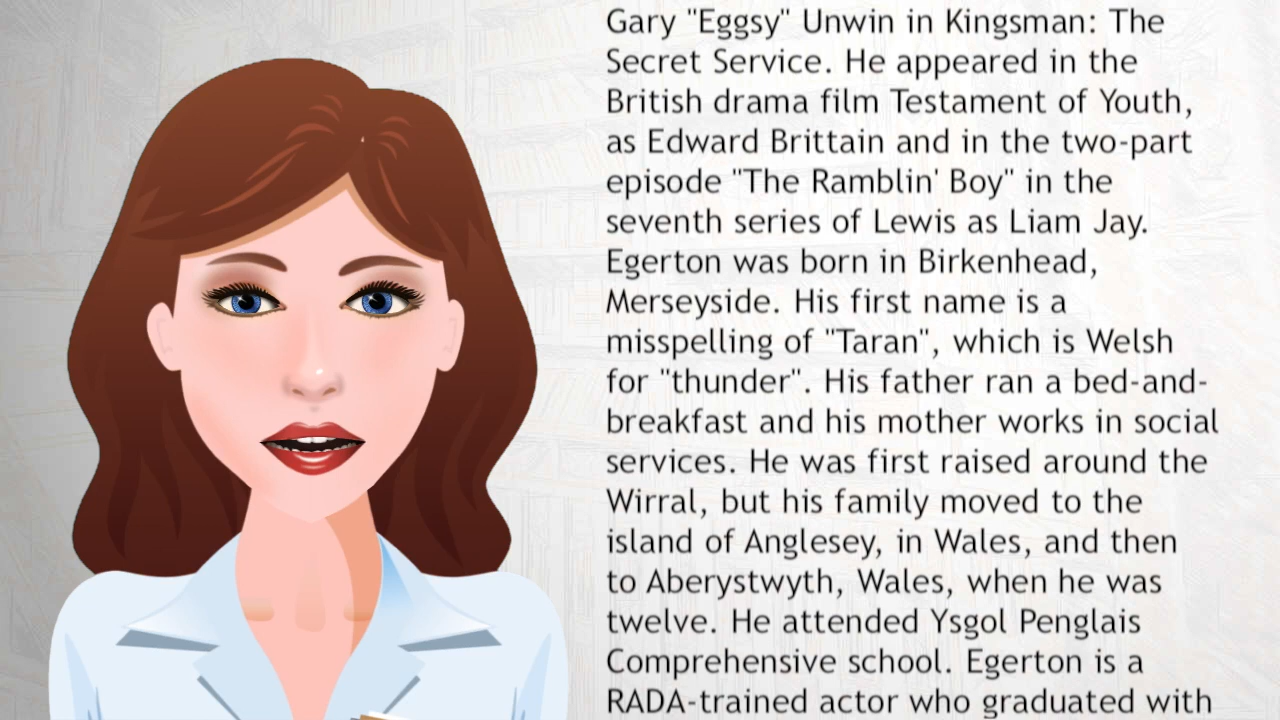 Gary "Eggsy" Unwin in Kingsman: The
Secret Service. He appeared in the
British drama film Testament of Youth,
as Edward Brittain and in the two-part
episode "The Ramblin' Boy" in the
seventh series of Lewis as Liam Jay.
Egerton was born in Birkenhead,
Merseyside. His first name is a
misspelling of "Taran", which is Welsh
for "thunder". His father ran a bed-and-
breakfast and his mother works in social
services. He was first raised around the
Wirral, but his family moved to the
island of Anglesey, in Wales, and then
to Aberystwyth, Wales, when he was
twelve. He attended Ysgol Penglais
Comprehensive school. Egerton is a
RADA-trained actor who graduated with